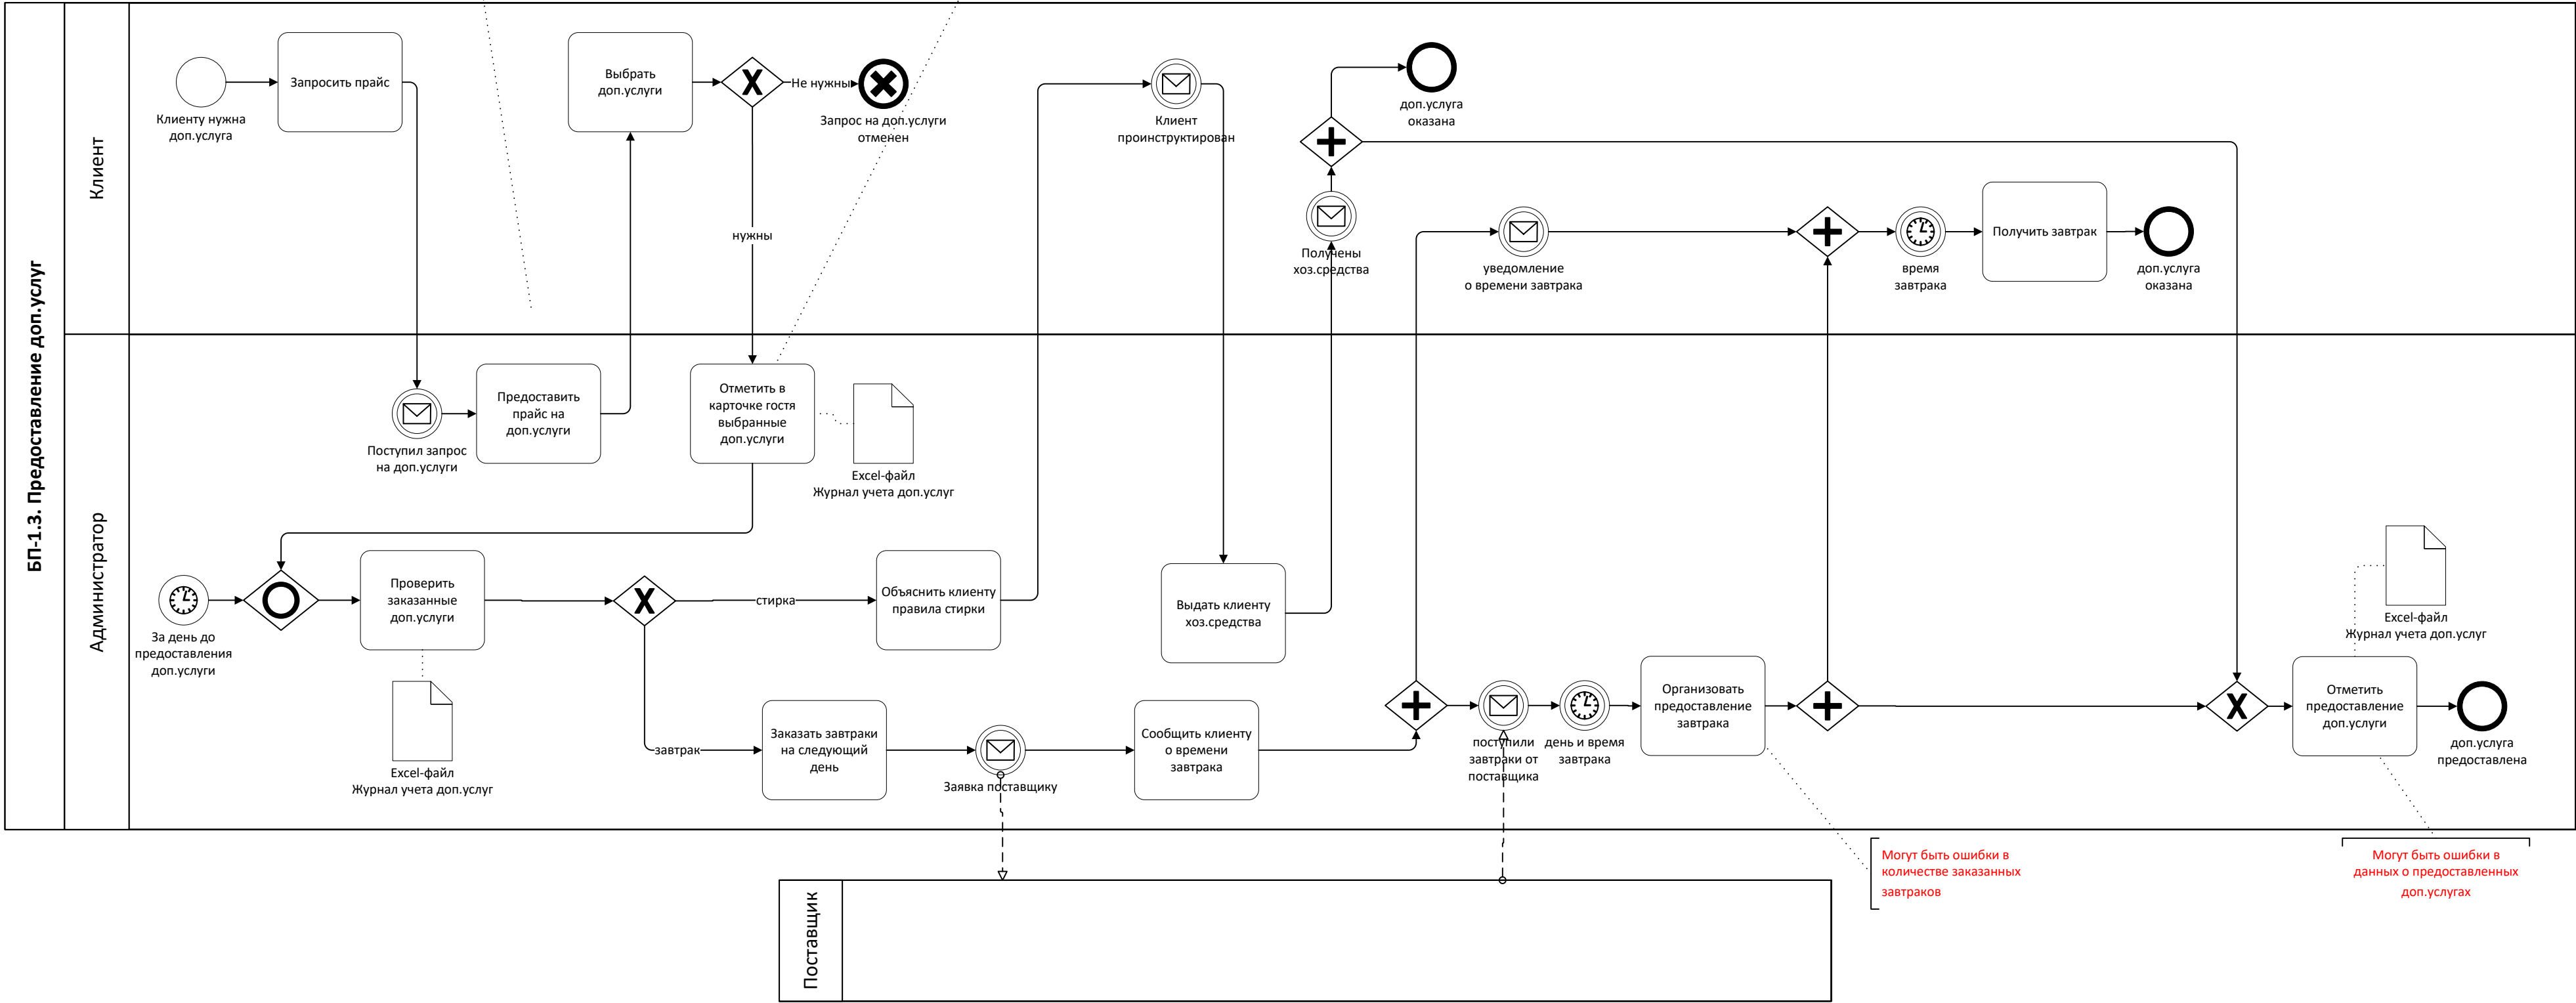 БП-1.3. Предоставление доп.услуг
Клиент
Клиенту нужна
доп.услуга
Запросить прайс
Выбрать
доп.услуги
X
Не нужны
Запрос на доп.услуги
отменен
нужны
Клиент
проинструктирован
доп.услуга
оказана
Получены
хоз.средства
уведомление
о времени завтрака
время
завтрака
Получить завтрак
доп.услуга
оказана
Администратор
Поступил запрос
на доп.услуги
Предоставить
прайс на
доп.услуги
Отметить в
карточке гостя
выбранные
доп.услуги
Excel-файл
Журнал учета доп.услуг
За день до
предоставления
доп.услуги
Проверить
заказанные
доп.услуги
Excel-файл
Журнал учета доп.услуг
X
стирка
Объяснить клиенту
правила стирки
Выдать клиенту
хоз.средства
завтрак
Заказать завтраки
на следующий
день
Заявка поставщику
Сообщить клиенту
о времени
завтрака
поступили
завтраки от
поставщика
день и время
завтрака
Организовать
предоставление
завтрака
X
Excel-файл
Журнал учета доп.услуг
Отметить
предоставление
доп.услуги
доп.услуга
предоставлена
Могут быть ошибки в
количестве заказанных
завтраков
Могут быть ошибки в
данных о предоставленных
доп.услугах
Поставщик